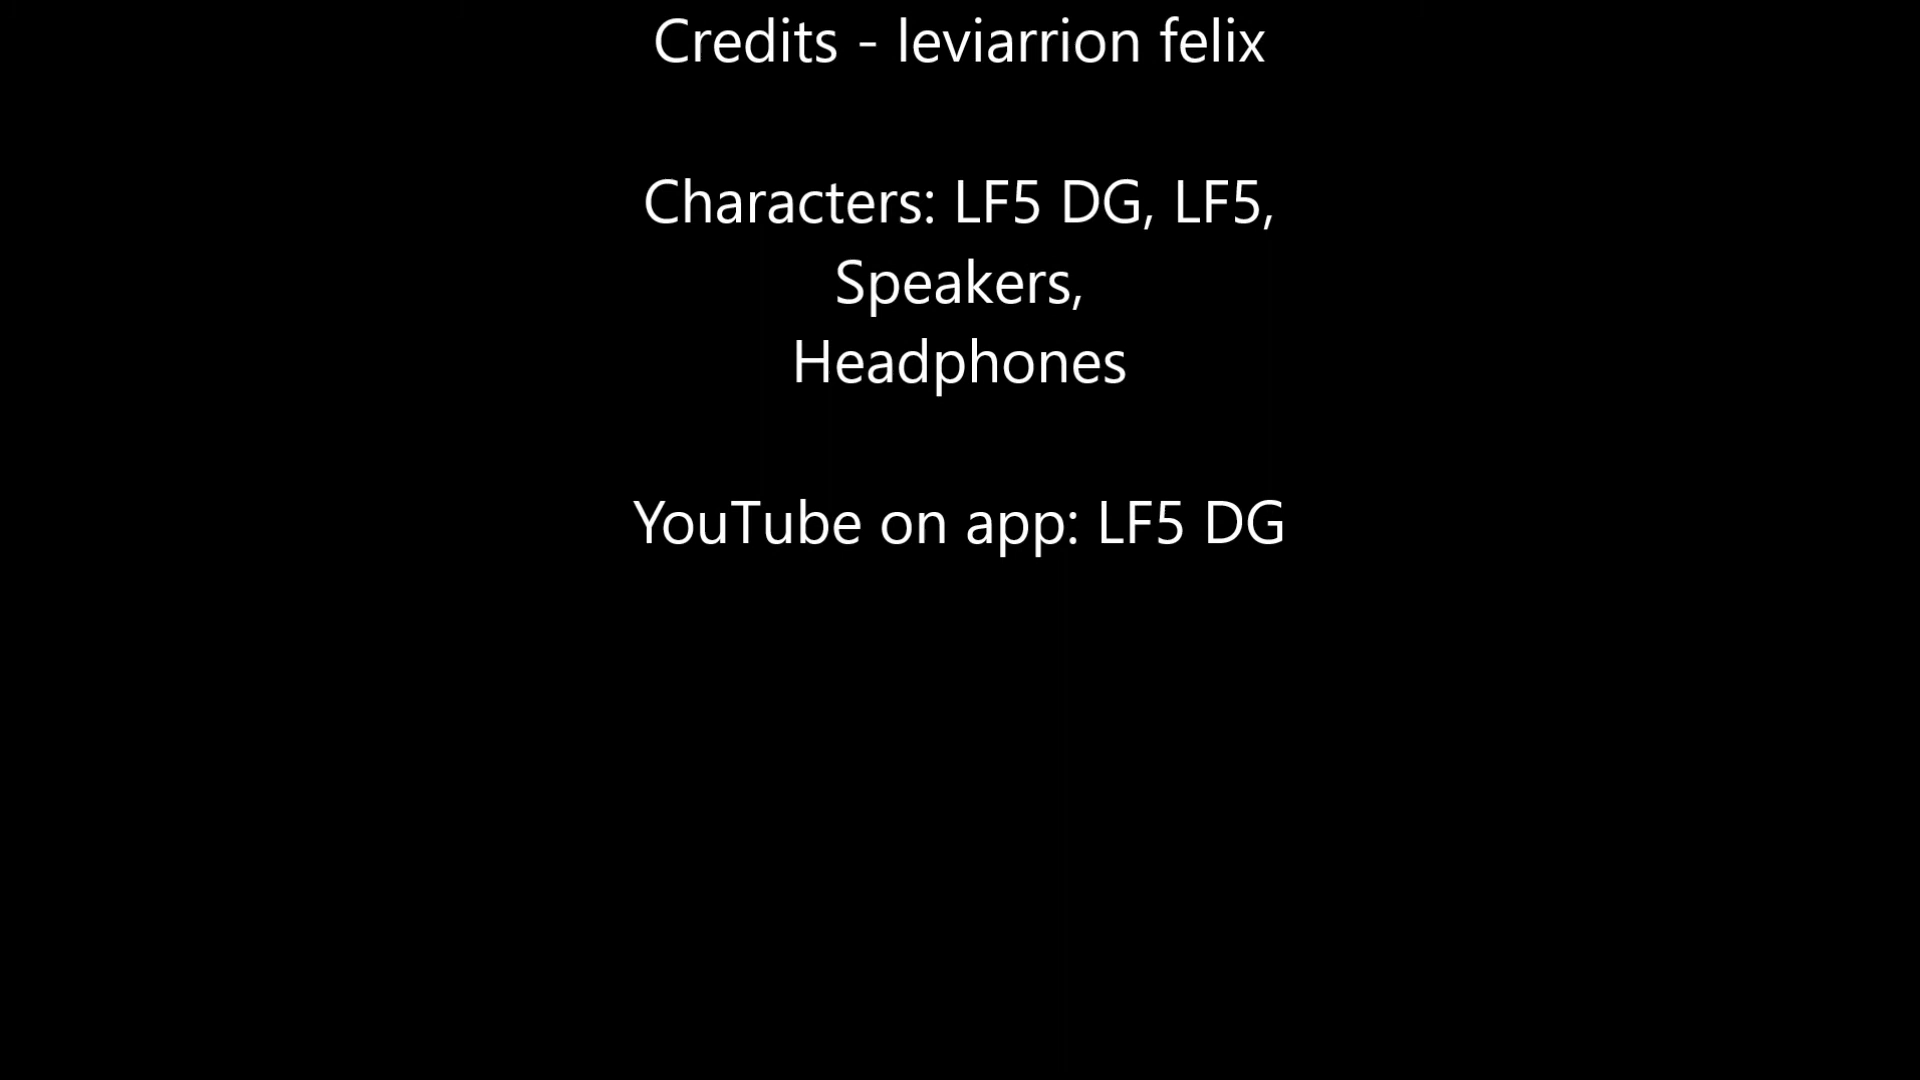 Credits - leviarrion felix
Characters: LF5 DG, LF5,
Speakers,
Headphones
YouTube on app: LF5 DG